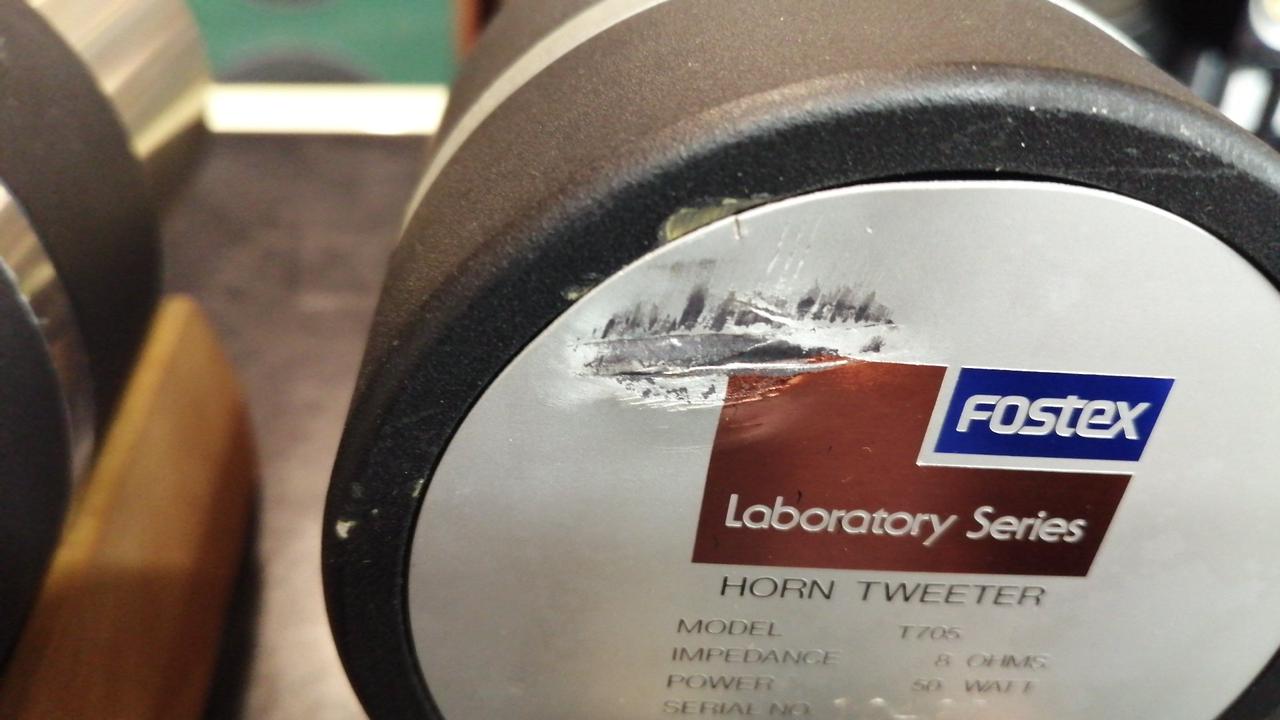 FOSTEX
Laboratory Series
HORN TWEETER
MODEL T705
IMPEDANCE 8 OHMS
POWER 50 WATT
SERIAL NO.